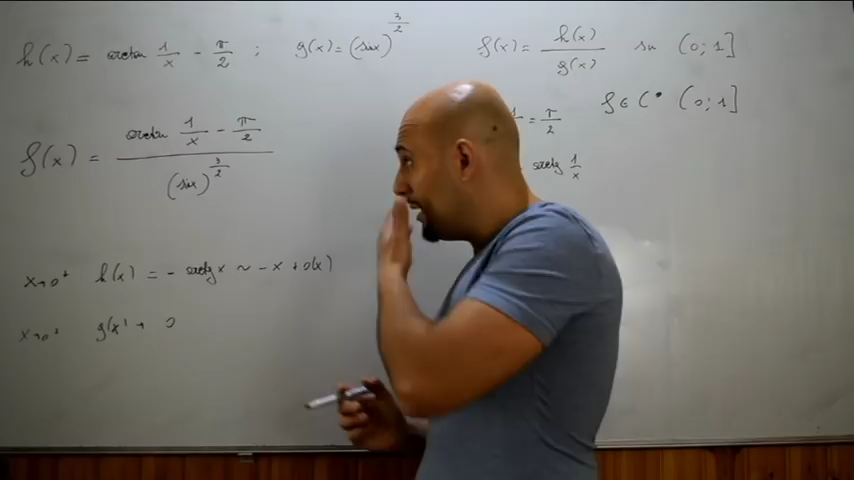 h(x) = arctan 1/x - π/2 ; g(x) = (sin x)^{3/2} f(x) = h(x)/g(x) su (0;1]
1 = π/2 f ∈ C° (0;1]
f(x) = (arctan 1/x - π/2)/(sin x)^{3/2} arctg 1/x
x→0⁺ h(x) = - arctg x ~ -x + o(x)
x→0⁺ g(x) → 0